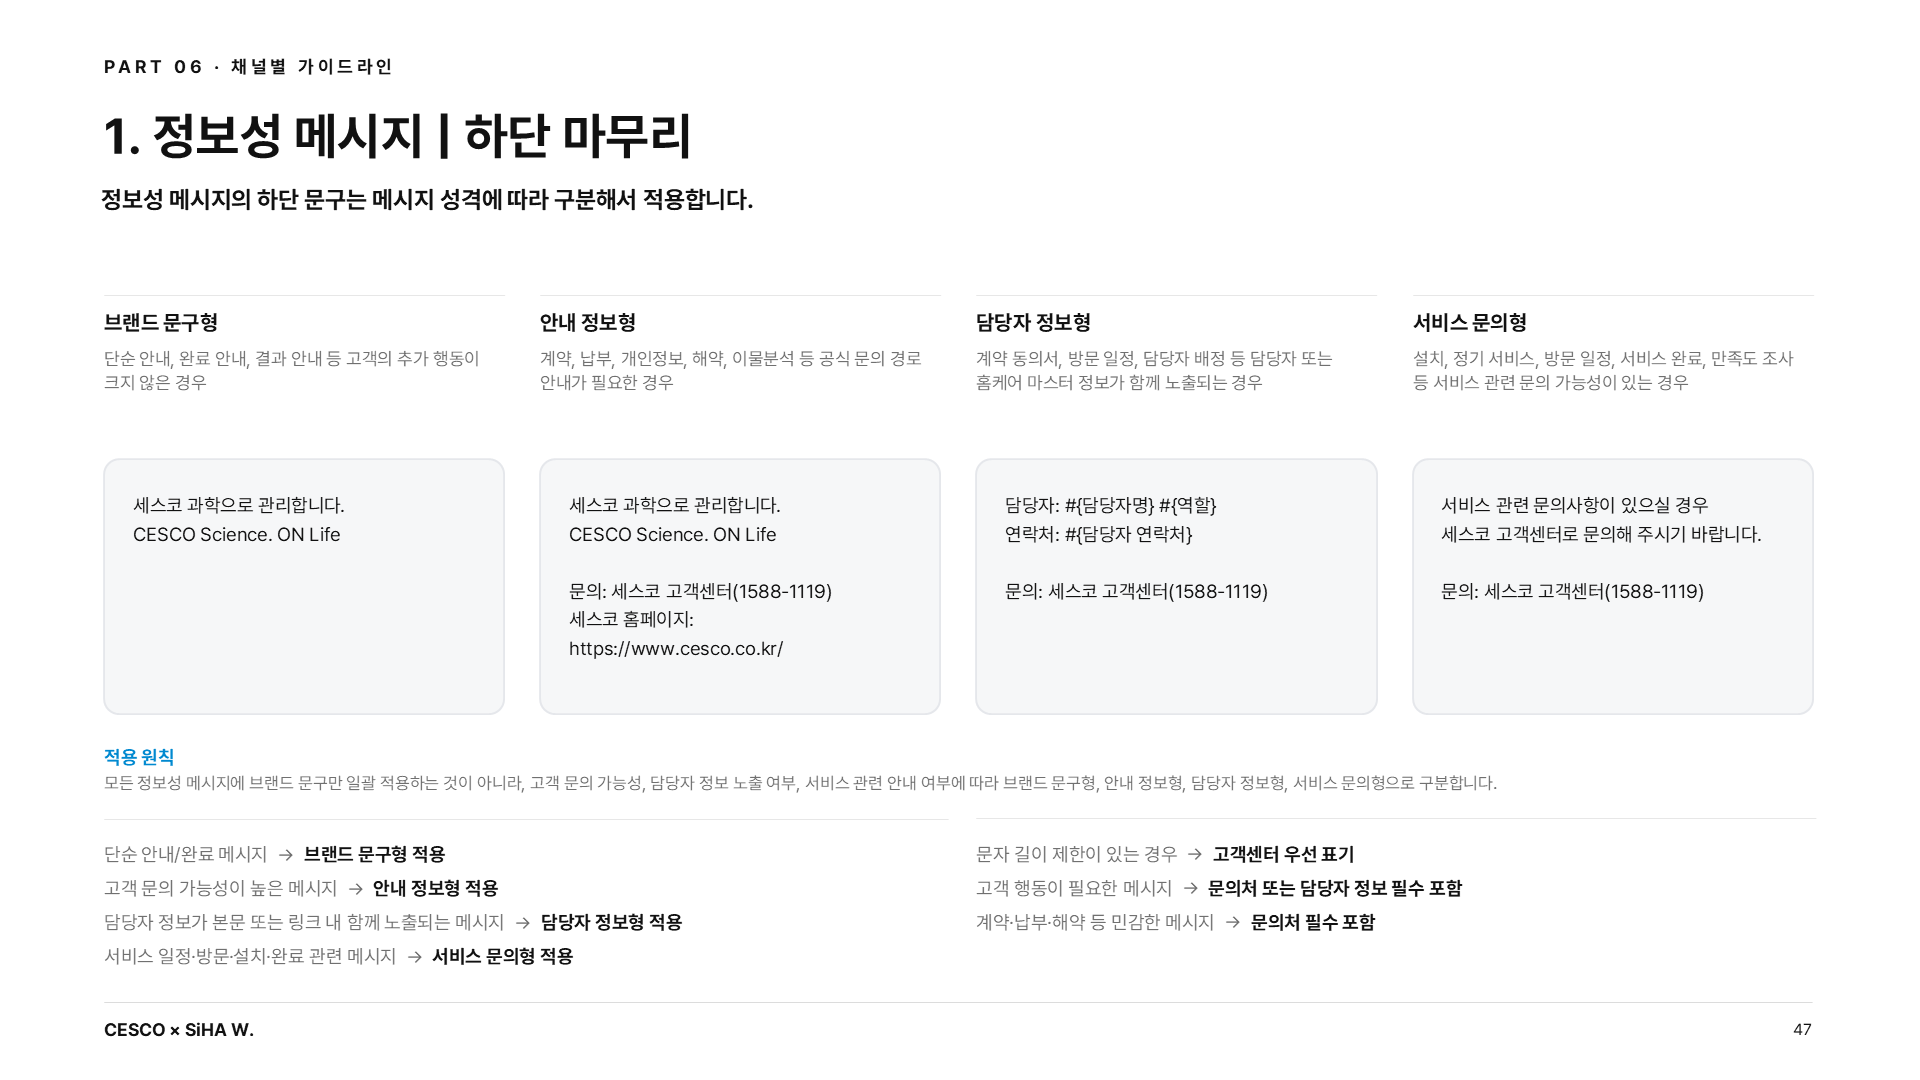 PART 06 · 채널별 가이드라인
1. 정보성 메시지 | 하단 마무리
정보성 메시지의 하단 문구는 메시지 성격에 따라 구분해서 적용합니다.
브랜드 문구형
단순 안내, 완료 안내, 결과 안내 등 고객의 추가 행동이
크지 않은 경우
세스코 과학으로 관리합니다.
CESCO Science. ON Life
안내 정보형
계약, 납부, 개인정보, 해약, 이물분석 등 공식 문의 경로
안내가 필요한 경우
세스코 과학으로 관리합니다.
CESCO Science. ON Life
문의: 세스코 고객센터(1588-1119)
세스코 홈페이지:
https://www.cesco.co.kr/
담당자 정보형
계약 동의서, 방문 일정, 담당자 배정 등 담당자 또는
홈케어 마스터 정보가 함께 노출되는 경우
담당자: #{담당자명} #{역할}
연락처: #{담당자 연락처}
문의: 세스코 고객센터(1588-1119)
서비스 문의형
설치, 정기 서비스, 방문 일정, 서비스 완료, 만족도 조사
등 서비스 관련 문의 가능성이 있는 경우
서비스 관련 문의사항이 있으실 경우
세스코 고객센터로 문의해 주시기 바랍니다.
문의: 세스코 고객센터(1588-1119)
적용 원칙
모든 정보성 메시지에 브랜드 문구만 일괄 적용하는 것이 아니라, 고객 문의 가능성, 담당자 정보 노출 여부, 서비스 관련 안내 여부에 따라 브랜드 문구형, 안내 정보형, 담당자 정보형, 서비스 문의형으로 구분합니다.
단순 안내/완료 메시지 → 브랜드 문구형 적용
고객 문의 가능성이 높은 메시지 → 안내 정보형 적용
담당자 정보가 본문 또는 링크 내 함께 노출되는 메시지 → 담당자 정보형 적용
서비스 일정·방문·설치·완료 관련 메시지 → 서비스 문의형 적용
문자 길이 제한이 있는 경우 → 고객센터 우선 표기
고객 행동이 필요한 메시지 → 문의처 또는 담당자 정보 필수 포함
계약·납부·해약 등 민감한 메시지 → 문의처 필수 포함
CESCO × SiHA W.
47